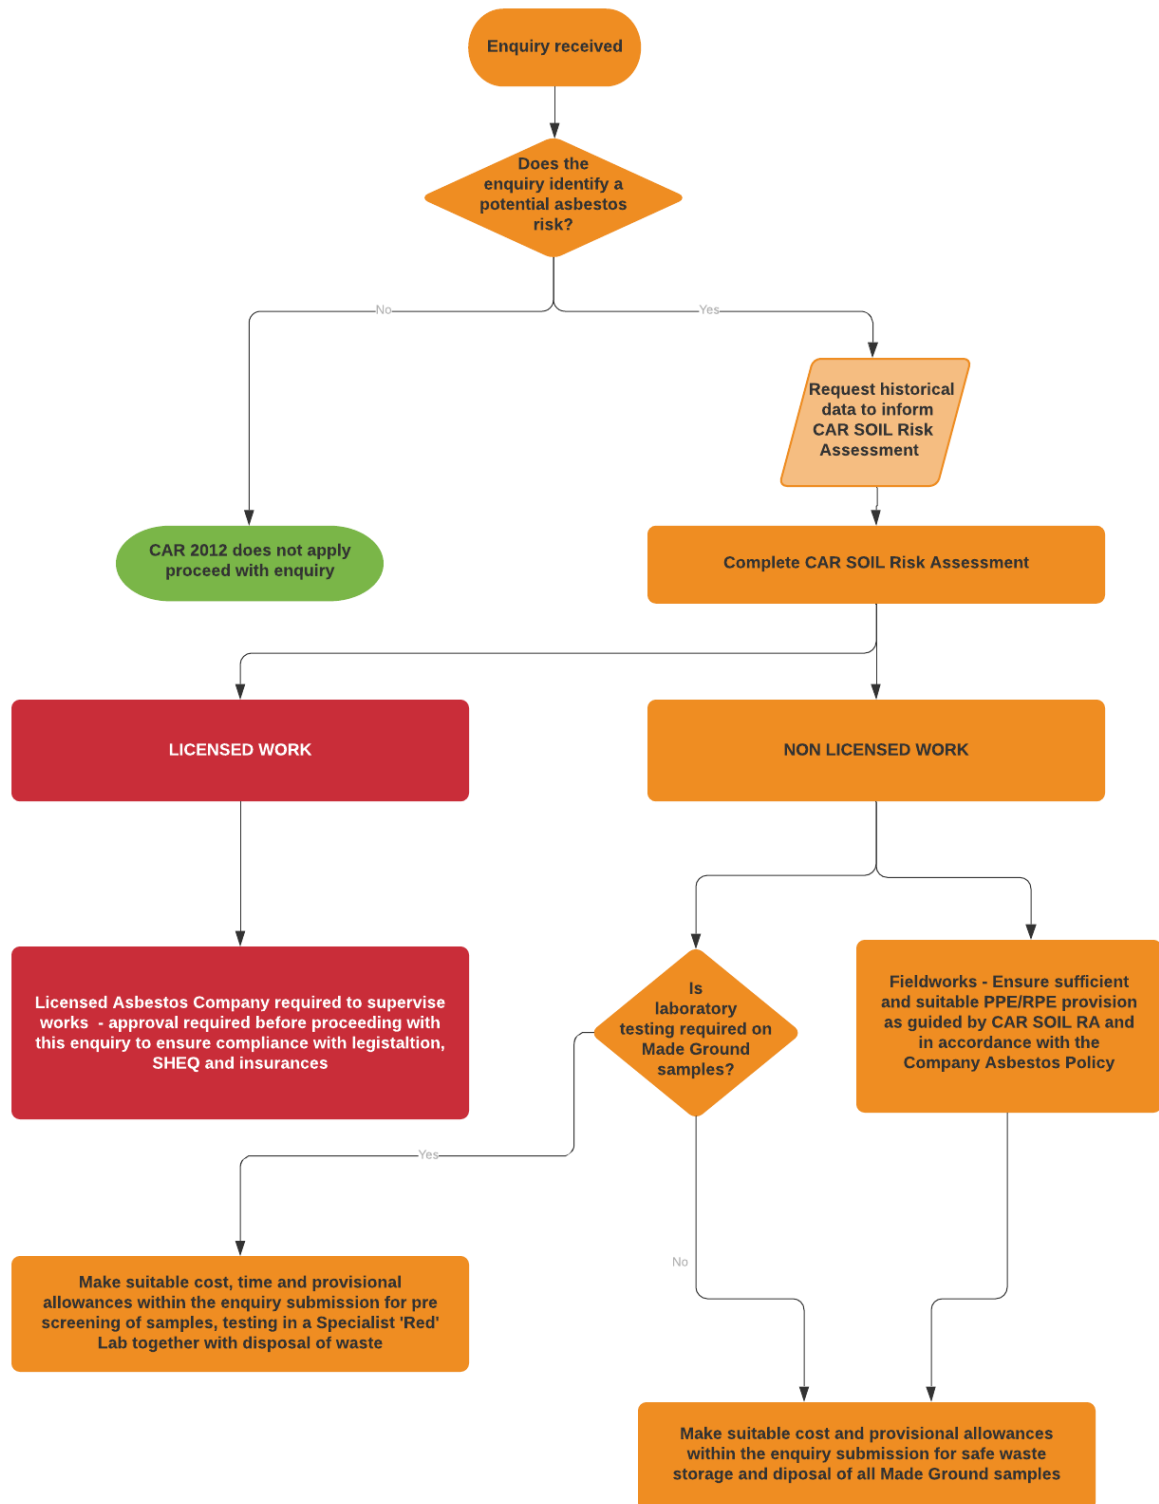 Enquiry received
Does the
enquiry identify a
potential asbestos
risk?
No
Yes
Request historical
data to inform
CAR SOIL Risk
Assessment
CAR 2012 does not apply
proceed with enquiry
Complete CAR SOIL Risk Assessment
LICENSED WORK
NON LICENSED WORK
Licensed Asbestos Company required to supervise
works - approval required before proceeding with
this enquiry to ensure compliance with legistaltion,
SHEQ and insurances
Is
laboratory
testing required on
Made Ground
samples?
Fieldworks - Ensure sufficient
and suitable PPE/RPE provision
as guided by CAR SOIL RA and
in accordance with the
Company Asbestos Policy
Yes
No
Make suitable cost, time and provisional
allowances within the enquiry submission for pre
screening of samples, testing in a Specialist 'Red'
Lab together with disposal of waste
Make suitable cost and provisional allowances
within the enquiry submission for safe waste
storage and diposal of all Made Ground samples